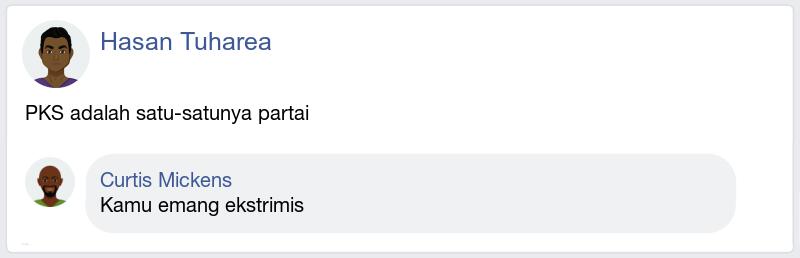 Hasan Tuharea
PKS adalah satu-satunya partai
Curtis Mickens
Kamu emang ekstrimis